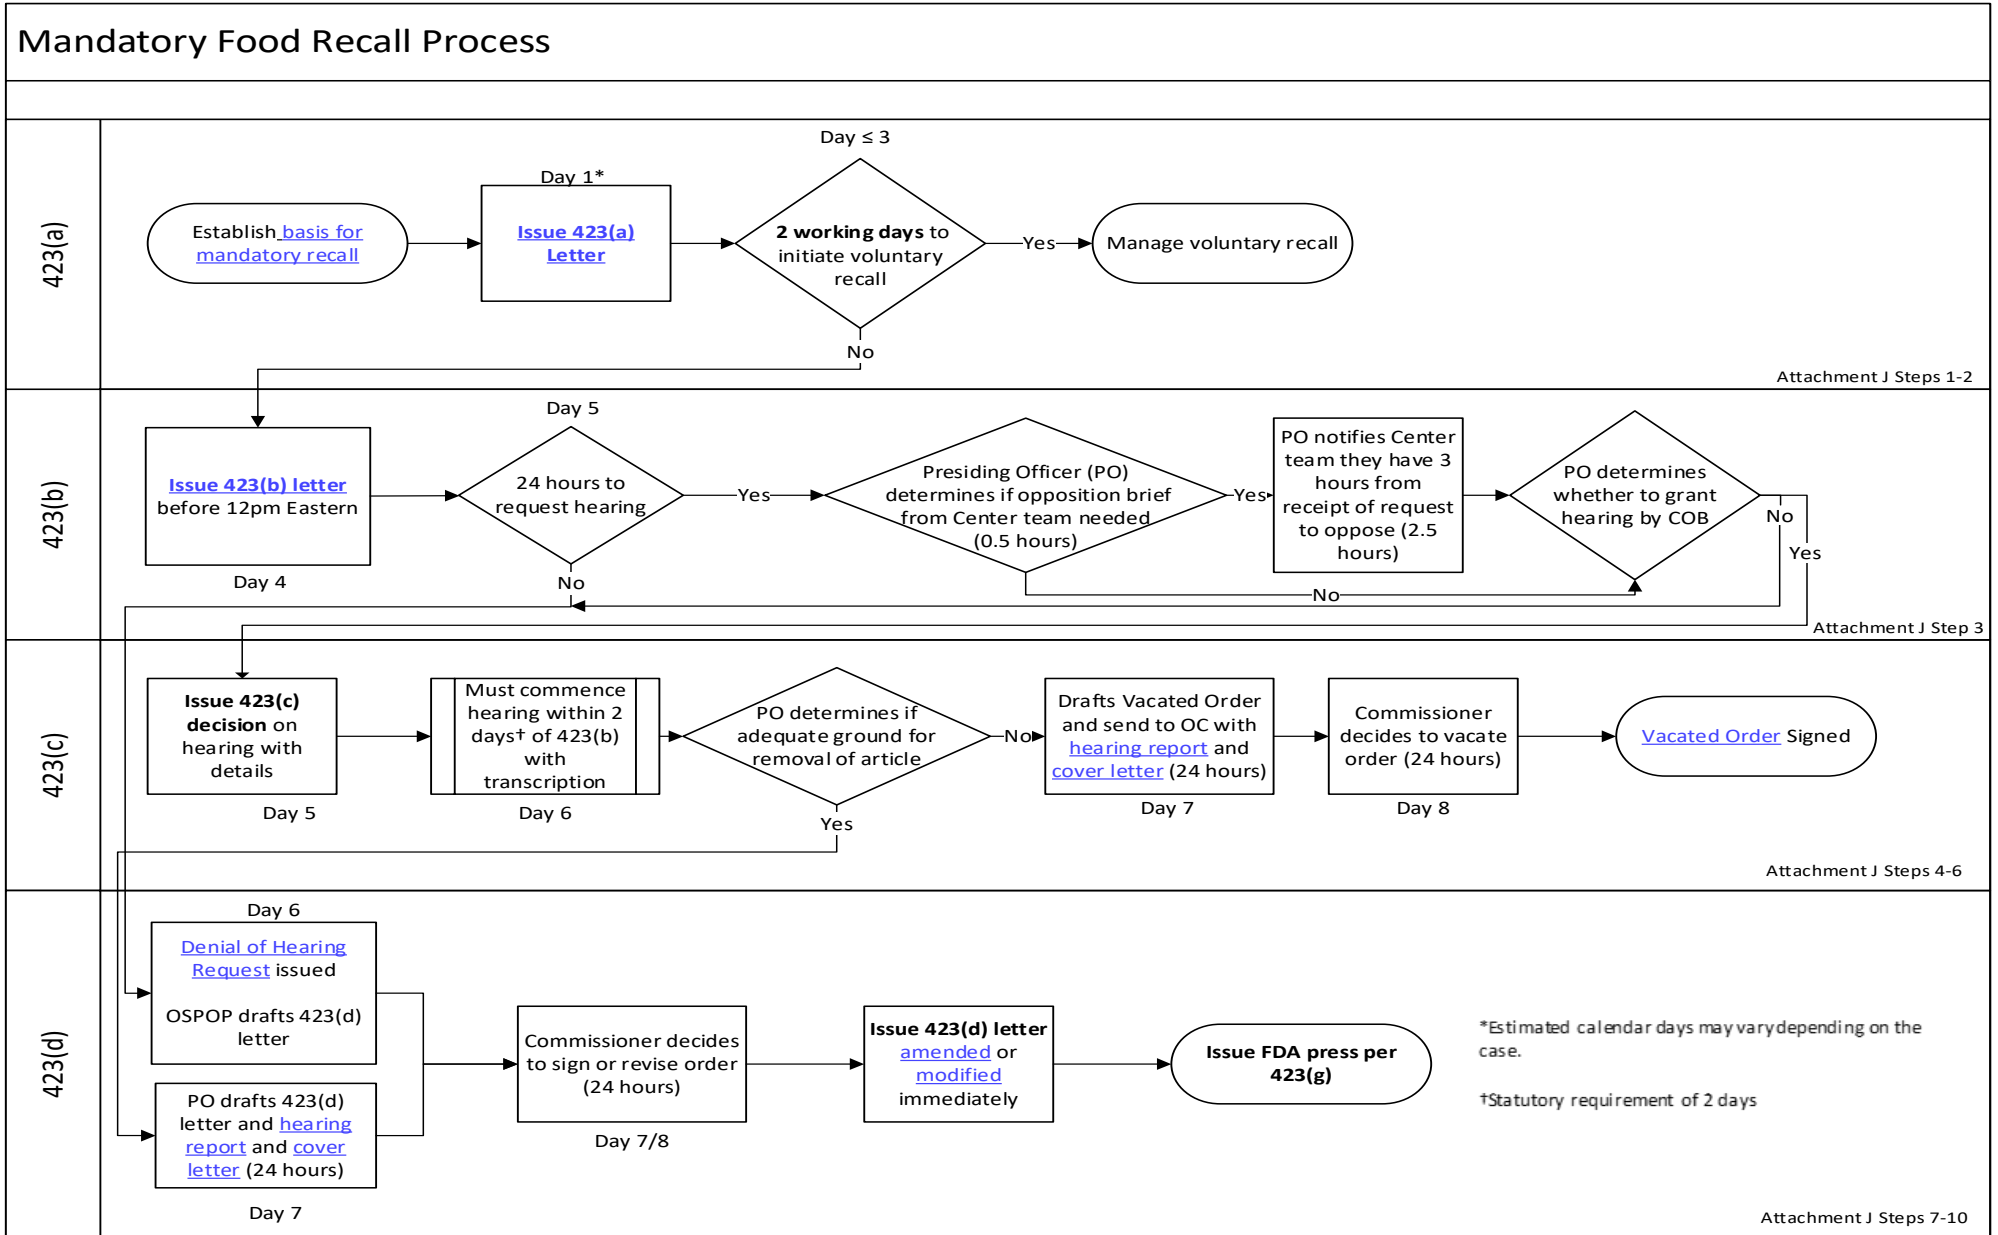 Mandatory Food Recall Process
423(a)
Day 1*
Day ≤ 3
Establish basis for
mandatory recall
Issue 423(a)
Letter
2 working days to
initiate voluntary
recall
Yes
Manage voluntary recall
No
Attachment J Steps 1-2
423(b)
Issue 423(b) letter
before 12pm Eastern
Day 4
Day 5
24 hours to
request hearing
Yes
No
Presiding Officer (PO)
determines if opposition brief
from Center team needed
(0.5 hours)
Yes
No
PO notifies Center
team they have 3
hours from
receipt of request
to oppose (2.5
hours)
PO determines
whether to grant
hearing by COB
No
Yes
Attachment J Step 3
423(c)
Issue 423(c)
decision on
hearing with
details
Day 5
Must commence
hearing within 2
days† of 423(b)
with
transcription
Day 6
PO determines if
adequate ground for
removal of article
No
Yes
Drafts Vacated Order
and send to OC with
hearing report and
cover letter (24 hours)
Day 7
Commissioner
decides to vacate
order (24 hours)
Day 8
Vacated Order Signed
Attachment J Steps 4-6
423(d)
Day 6
Denial of Hearing
Request issued
OSPOP drafts 423(d)
letter
PO drafts 423(d)
letter and hearing
report and cover
letter (24 hours)
Day 7
Commissioner decides
to sign or revise order
(24 hours)
Day 7/8
Issue 423(d) letter
amended or
modified
immediately
Issue FDA press per
423(g)
*Estimated calendar days may vary depending on the
case.
†Statutory requirement of 2 days
Attachment J Steps 7-10